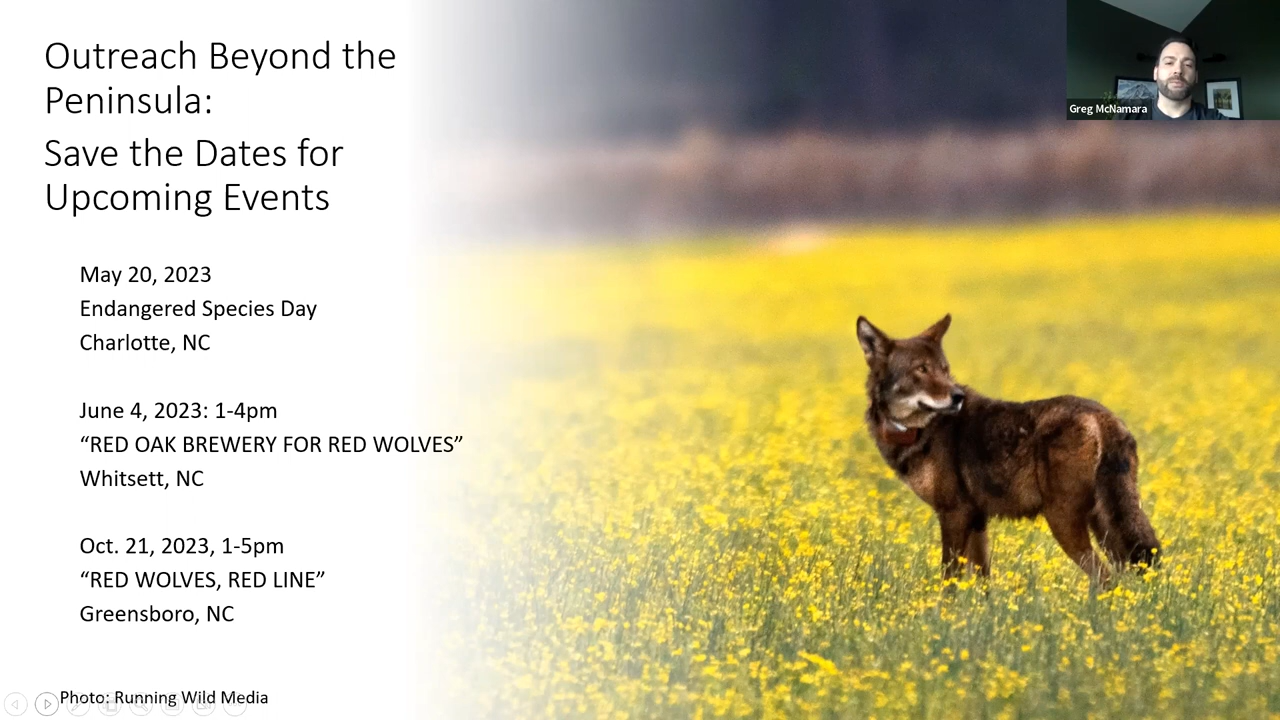 Outreach Beyond the
Peninsula:
Save the Dates for
Upcoming Events
Greg McNamara
May 20, 2023
Endangered Species Day
Charlotte, NC
June 4, 2023: 1-4pm
“RED OAK BREWERY FOR RED WOLVES”
Whitsett, NC
Oct. 21, 2023, 1-5pm
“RED WOLVES, RED LINE”
Greensboro, NC
Photo: Running Wild Media